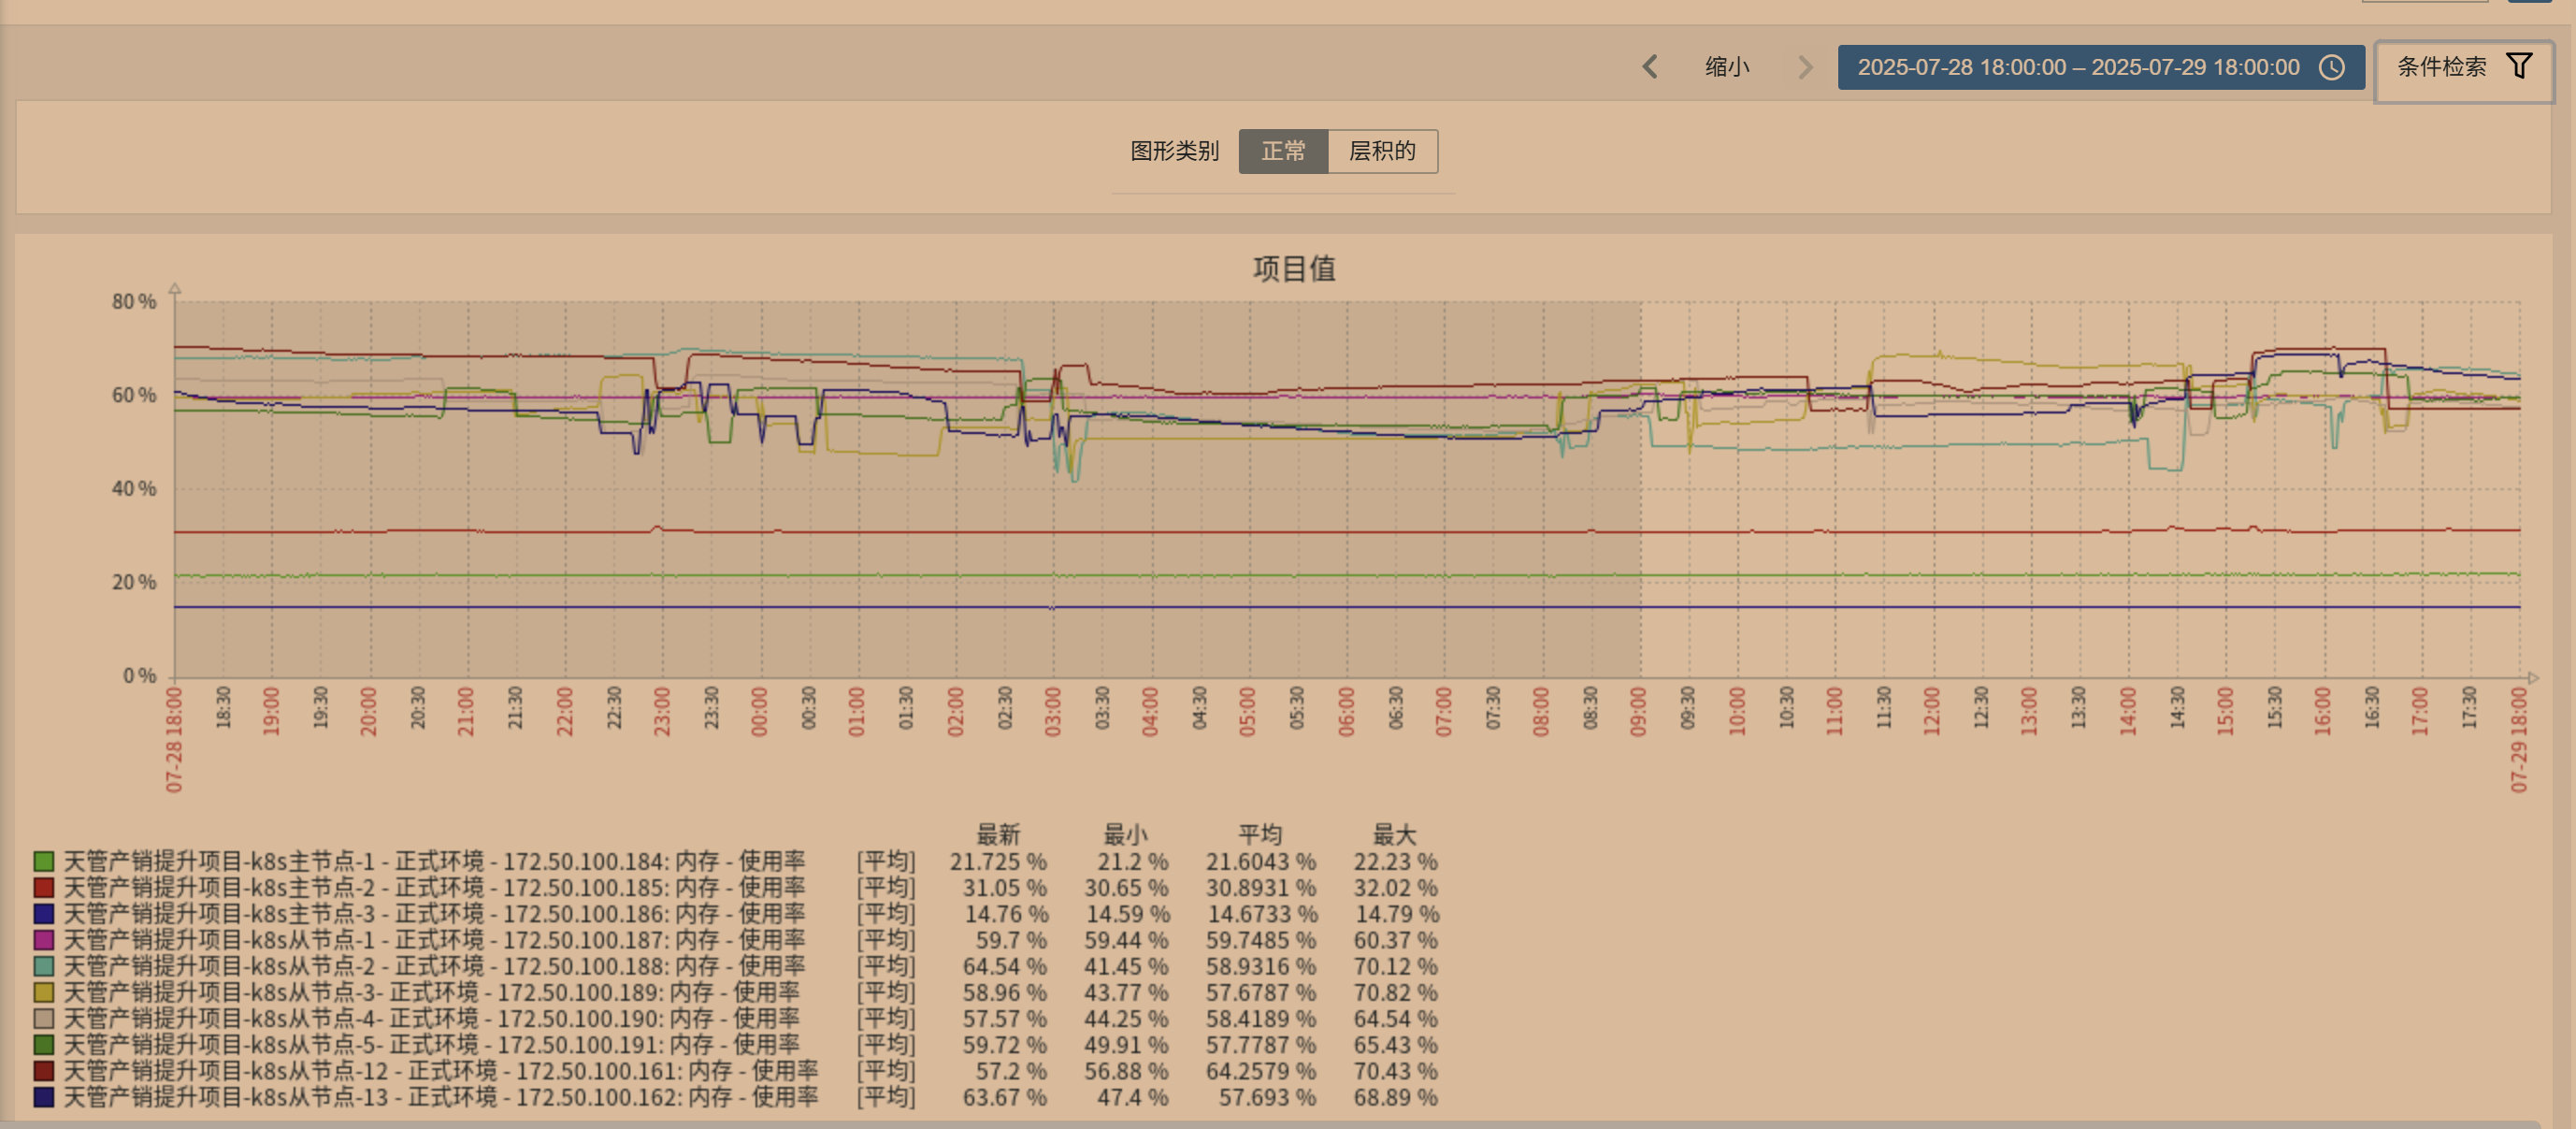 缩小 2025-07-28 18:00:00 – 2025-07-29 18:00:00 条件检索
图形类别 正常 层积的
项目值
80 %
60 %
40 %
20 %
0 %
07-28 18:00 18:30 19:00 19:30 20:00 20:30 21:00 21:30 22:00 22:30 23:00 23:30 00:00 00:30 01:00 01:30 02:00 02:30 03:00 03:30 04:00 04:30 05:00 05:30 06:00 06:30 07:00 07:30 08:00 08:30 09:00 09:30 10:00 10:30 11:00 11:30 12:00 12:30 13:00 13:30 14:00 14:30 15:00 15:30 16:00 16:30 17:00 17:30 07-29 18:00
最新 最小 平均 最大
天管产销提升项目-k8s主节点-1 - 正式环境 - 172.50.100.184: 内存 - 使用率 [平均] 21.725 % 21.2 % 21.6043 % 22.23 %
天管产销提升项目-k8s主节点-2 - 正式环境 - 172.50.100.185: 内存 - 使用率 [平均] 31.05 % 30.65 % 30.8931 % 32.02 %
天管产销提升项目-k8s主节点-3 - 正式环境 - 172.50.100.186: 内存 - 使用率 [平均] 14.76 % 14.59 % 14.6733 % 14.79 %
天管产销提升项目-k8s从节点-1 - 正式环境 - 172.50.100.187: 内存 - 使用率 [平均] 59.7 % 59.44 % 59.7485 % 60.37 %
天管产销提升项目-k8s从节点-2 - 正式环境 - 172.50.100.188: 内存 - 使用率 [平均] 64.54 % 41.45 % 58.9316 % 70.12 %
天管产销提升项目-k8s从节点-3- 正式环境 - 172.50.100.189: 内存 - 使用率 [平均] 58.96 % 43.77 % 57.6787 % 70.82 %
天管产销提升项目-k8s从节点-4- 正式环境 - 172.50.100.190: 内存 - 使用率 [平均] 57.57 % 44.25 % 58.4189 % 64.54 %
天管产销提升项目-k8s从节点-5- 正式环境 - 172.50.100.191: 内存 - 使用率 [平均] 59.72 % 49.91 % 57.7787 % 65.43 %
天管产销提升项目-k8s从节点-12 - 正式环境 - 172.50.100.161: 内存 - 使用率 [平均] 57.2 % 56.88 % 64.2579 % 70.43 %
天管产销提升项目-k8s从节点-13 - 正式环境 - 172.50.100.162: 内存 - 使用率 [平均] 63.67 % 47.4 % 57.693 % 68.89 %